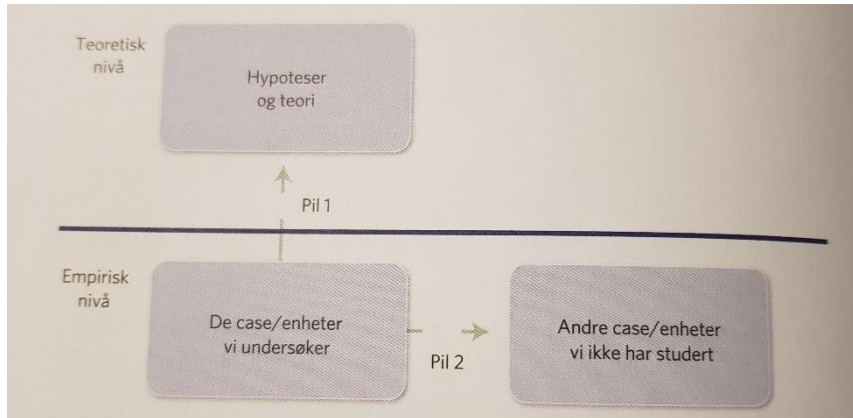 Teoretisk
nivå
Hypoteser
og teori
Pil 1
Empirisk
nivå
De case/enheter
vi undersøker
Pil 2
Andre case/enheter
vi ikke har studert